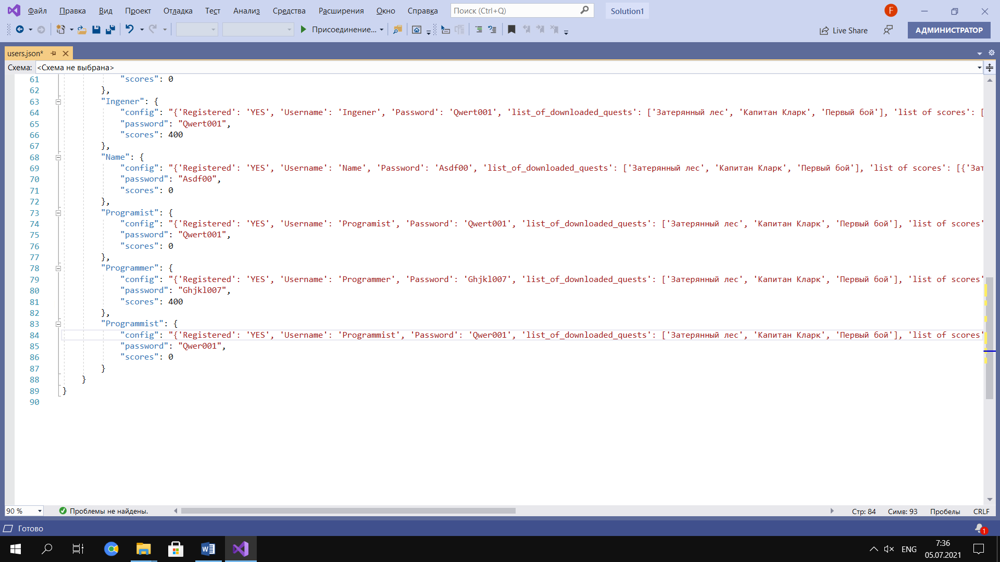 Файл Правка Вид Проект Отладка Тест Анализ Средства Расширения Окно Справка Поиск (Ctrl+Q) Solution1 F
Присоединение... Live Share АДМИНИСТРАТОР
users.json*
Схема: <Схема не выбрана>
61 "scores": 0
62 },
63 "Ingener": {
64 "config": "{'Registered': 'YES', 'Username': 'Ingener', 'Password': 'Qwert001', 'list_of_downloaded_quests': ['Затерянный лес', 'Капитан Кларк', 'Первый бой'], 'list of scores': [
65 "password": "Qwert001",
66 "scores": 400
67 },
68 "Name": {
69 "config": "{'Registered': 'YES', 'Username': 'Name', 'Password': 'Asdf00', 'list_of_downloaded_quests': ['Затерянный лес', 'Капитан Кларк', 'Первый бой'], 'list of scores': [{'Зат
70 "password": "Asdf00",
71 "scores": 0
72 },
73 "Programist": {
74 "config": "{'Registered': 'YES', 'Username': 'Programist', 'Password': 'Qwert001', 'list_of_downloaded_quests': ['Затерянный лес', 'Капитан Кларк', 'Первый бой'], 'list of scores'
75 "password": "Qwert001",
76 "scores": 0
77 },
78 "Programmer": {
79 "config": "{'Registered': 'YES', 'Username': 'Programmer', 'Password': 'Ghjkl007', 'list_of_downloaded_quests': ['Затерянный лес', 'Капитан Кларк', 'Первый бой'], 'list of scores'
80 "password": "Ghjkl007",
81 "scores": 400
82 },
83 "Programmist": {
84 "config": "{'Registered': 'YES', 'Username': 'Programmist', 'Password': 'Qwer001', 'list_of_downloaded_quests': ['Затерянный лес', 'Капитан Кларк', 'Первый бой'], 'list of scores'
85 "password": "Qwer001",
86 "scores": 0
87 }
88 }
89 }
90
90 % Проблемы не найдены. Стр: 84 Симв: 93 Пробелы CRLF
Готово 1
ENG 7:36
05.07.2021